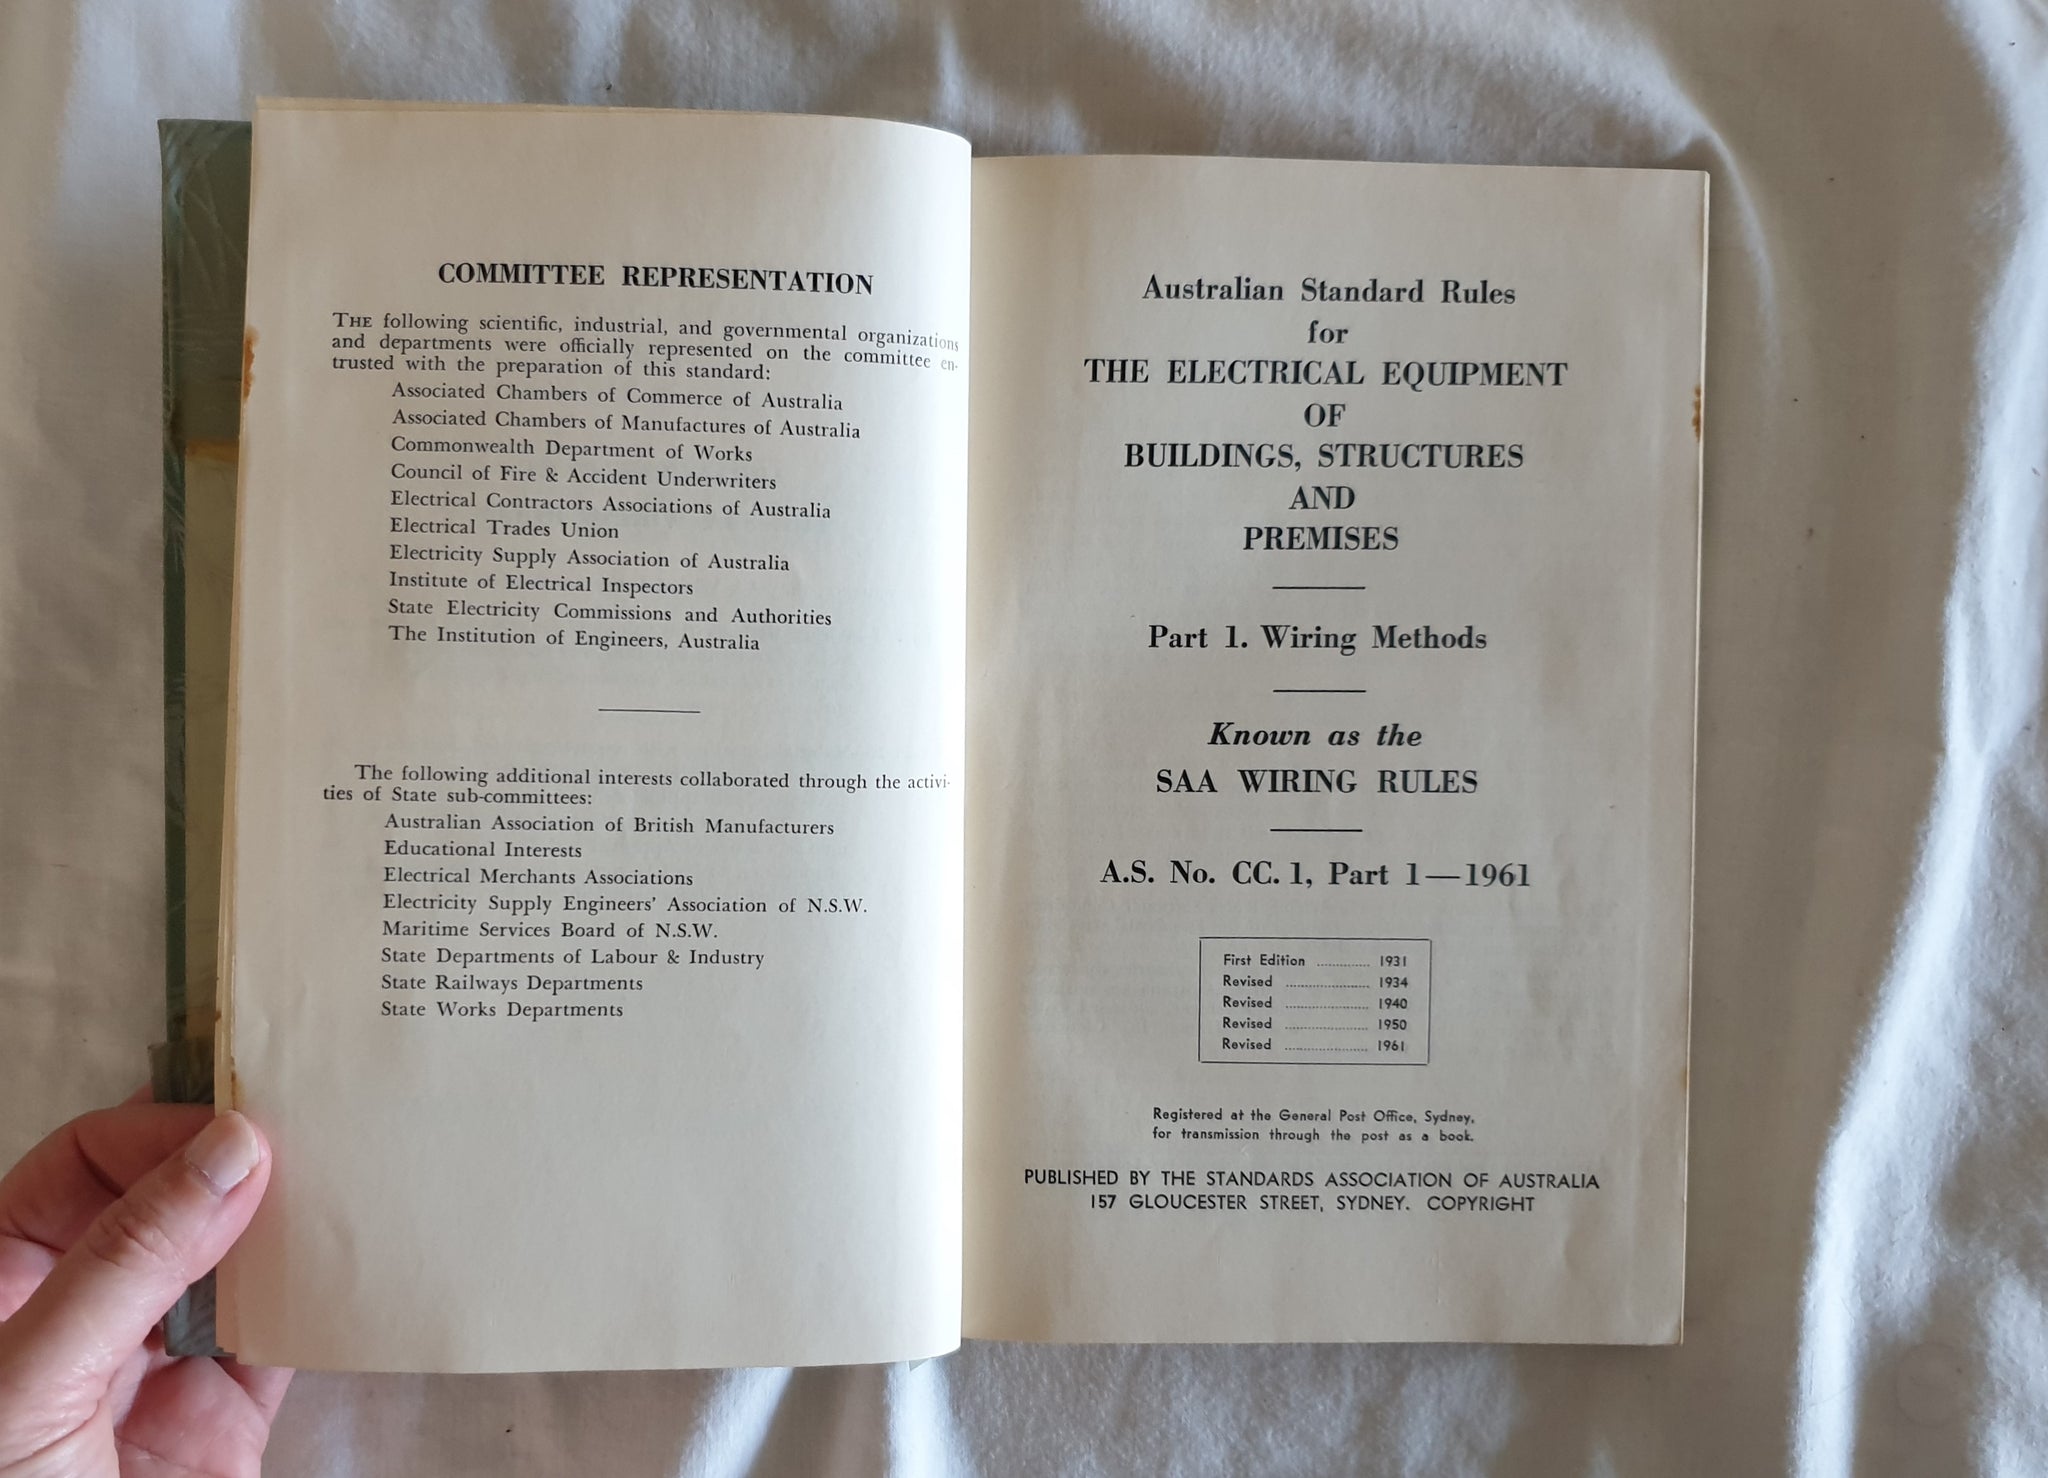 COMMITTEE REPRESENTATION
THE following scientific, industrial, and governmental organizations
and departments were officially represented on the committee en-
trusted with the preparation of this standard:
Associated Chambers of Commerce of Australia
Associated Chambers of Manufactures of Australia
Commonwealth Department of Works
Council of Fire & Accident Underwriters
Electrical Contractors Associations of Australia
Electrical Trades Union
Electricity Supply Association of Australia
Institute of Electrical Inspectors
State Electricity Commissions and Authorities
The Institution of Engineers, Australia
The following additional interests collaborated through the activi-
ties of State sub-committees:
Australian Association of British Manufacturers
Educational Interests
Electrical Merchants Associations
Electricity Supply Engineers' Association of N.S.W.
Maritime Services Board of N.S.W.
State Departments of Labour & Industry
State Railways Departments
State Works Departments
Australian Standard Rules
for
THE ELECTRICAL EQUIPMENT
OF
BUILDINGS, STRUCTURES
AND
PREMISES
Part 1. Wiring Methods
Known as the
SAA WIRING RULES
A.S. No. CC. 1, Part 1—1961
First Edition ............. 1931
Revised ..................... 1934
Revised ..................... 1940
Revised ..................... 1950
Revised ..................... 1961
Registered at the General Post Office, Sydney,
for transmission through the post as a book.
PUBLISHED BY THE STANDARDS ASSOCIATION OF AUSTRALIA
157 GLOUCESTER STREET, SYDNEY. COPYRIGHT